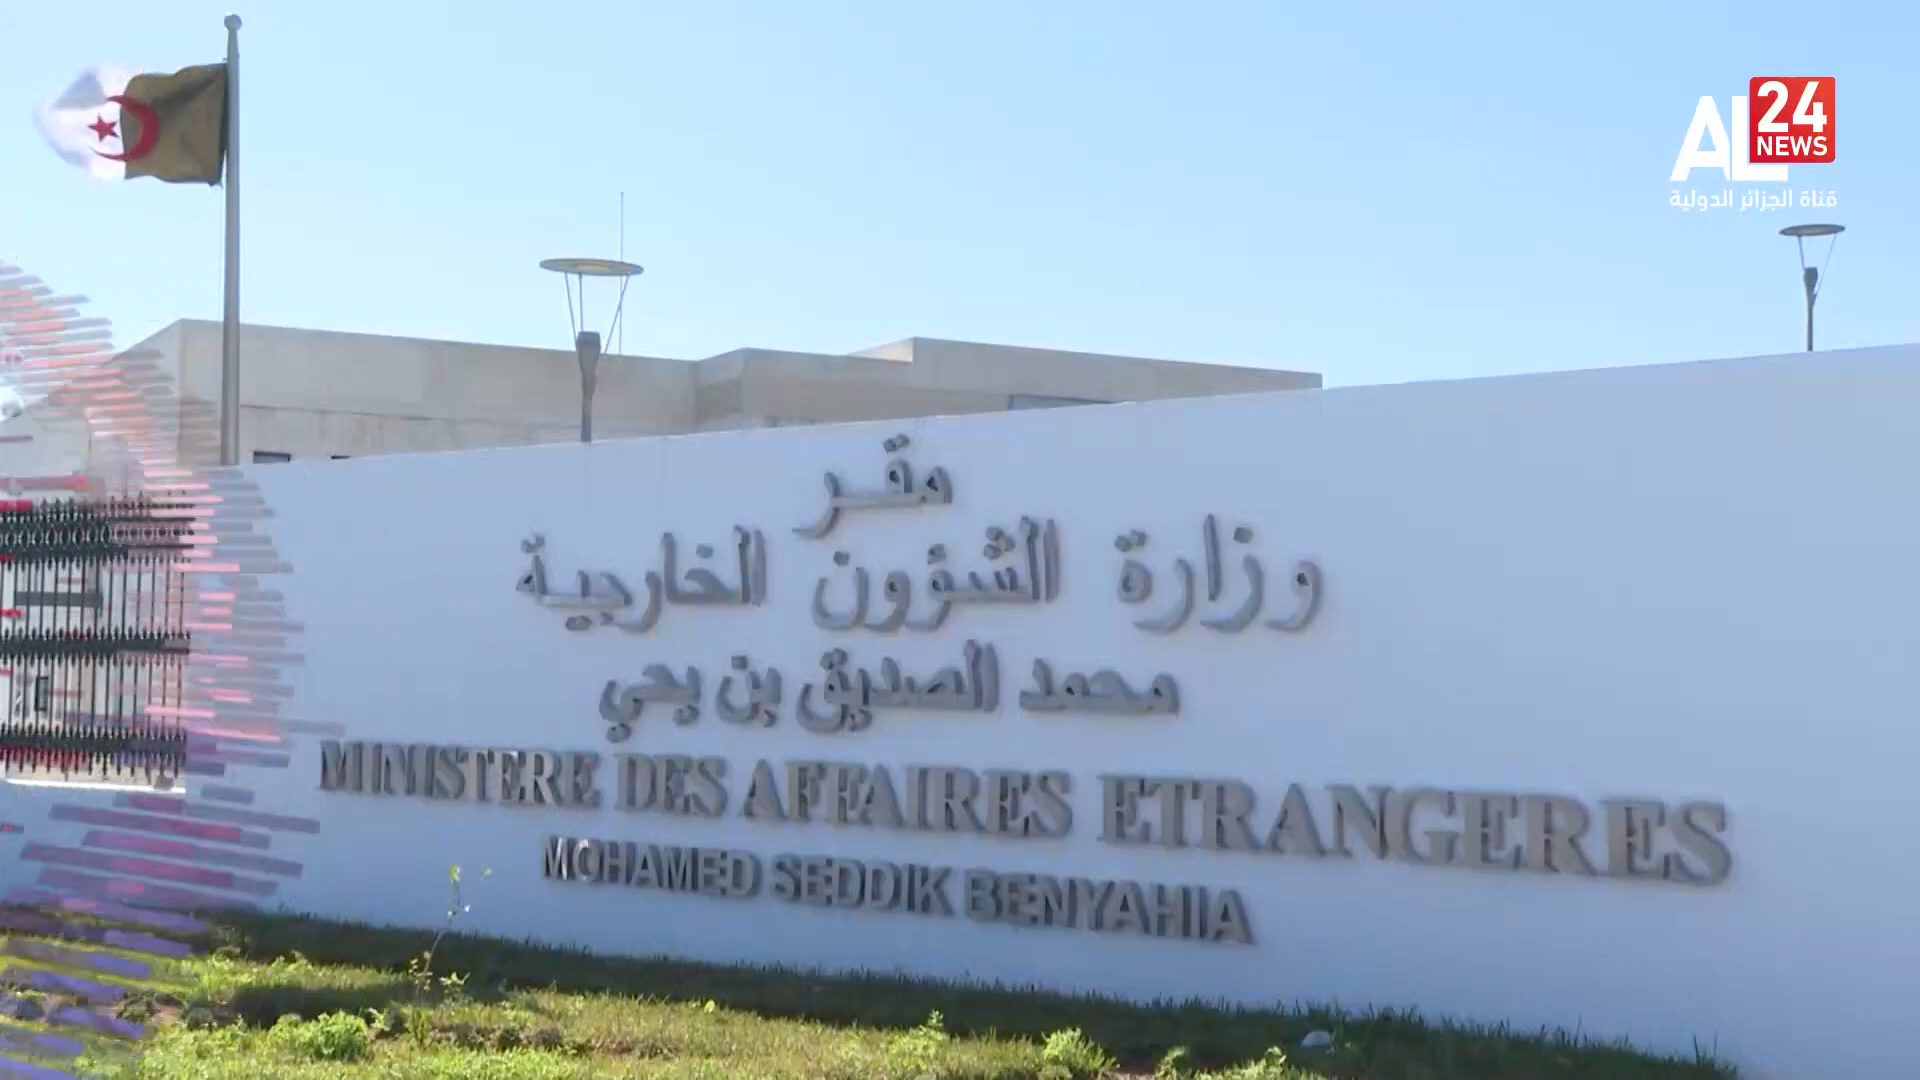 AL
24
NEWS
قناة الجزائر الدولية
مقر
وزارة الشؤون الخارجية
محمد الصديق بن يحي
MINISTERE DES AFFAIRES ETRANGERES
MOHAMED SEDDIK BENYAHIA